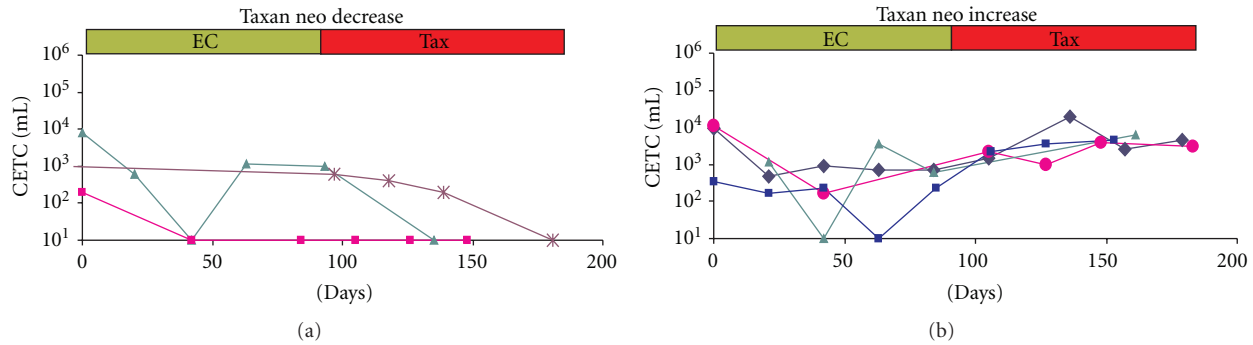 Taxan neo decrease
EC Tax
10^6
10^5
10^4
10^3
10^2
10^1
CETC (mL)
0 50 100 150 200
(Days)
(a)
Taxan neo increase
EC Tax
10^6
10^5
10^4
10^3
10^2
10^1
CETC (mL)
0 50 100 150 200
(Days)
(b)